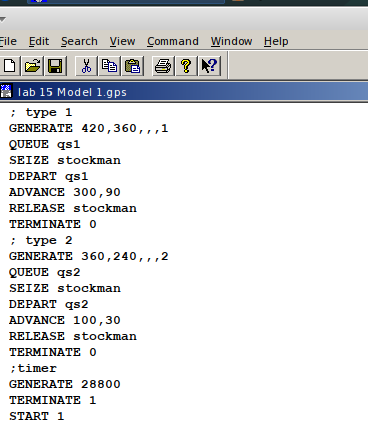 File Edit Search View Command Window Help
lab 15 Model 1.gps
; type 1
GENERATE 420,360,,,1
QUEUE qs1
SEIZE stockman
DEPART qs1
ADVANCE 300,90
RELEASE stockman
TERMINATE 0
; type 2
GENERATE 360,240,,,2
QUEUE qs2
SEIZE stockman
DEPART qs2
ADVANCE 100,30
RELEASE stockman
TERMINATE 0
;timer
GENERATE 28800
TERMINATE 1
START 1